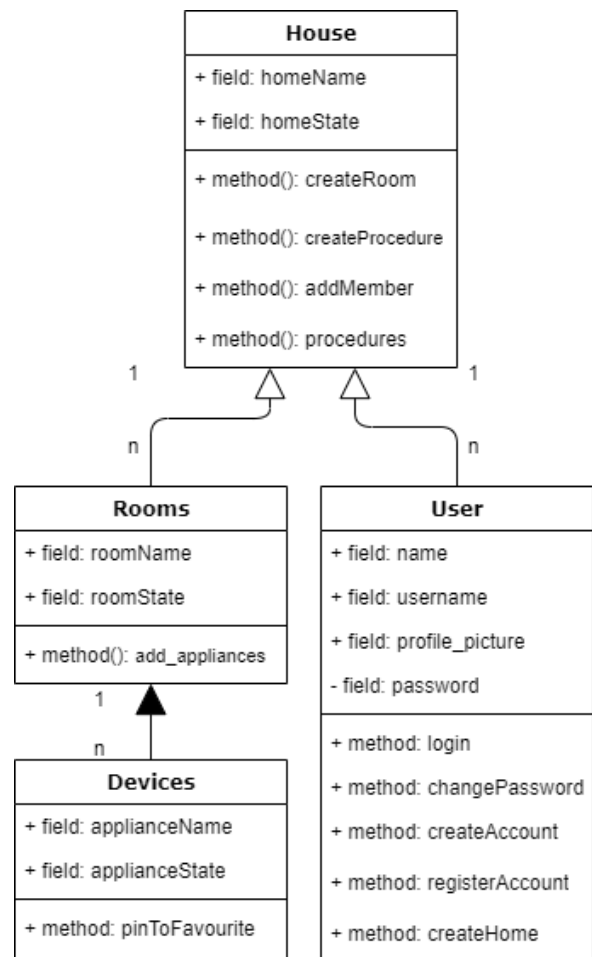 House
+ field: homeName
+ field: homeState
+ method(): createRoom
+ method(): createProcedure
+ method(): addMember
+ method(): procedures
1
1
n
n
Rooms
+ field: roomName
+ field: roomState
+ method(): add_appliances
1
n
Devices
+ field: applianceName
+ field: applianceState
+ method: pinToFavourite
User
+ field: name
+ field: username
+ field: profile_picture
- field: password
+ method: login
+ method: changePassword
+ method: createAccount
+ method: registerAccount
+ method: createHome